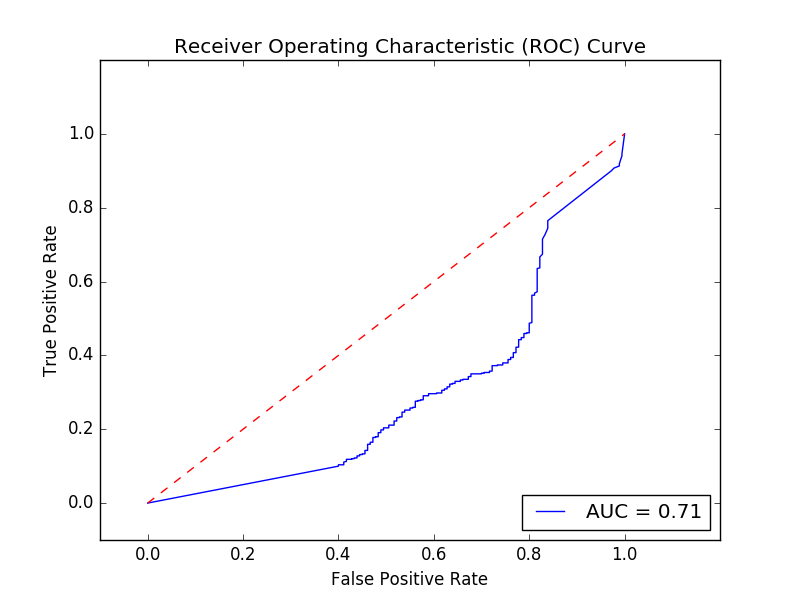 Receiver Operating Characteristic (ROC) Curve
True Positive Rate
1.0
0.8
0.6
0.4
0.2
0.0
AUC = 0.71
0.0 0.2 0.4 0.6 0.8 1.0
False Positive Rate